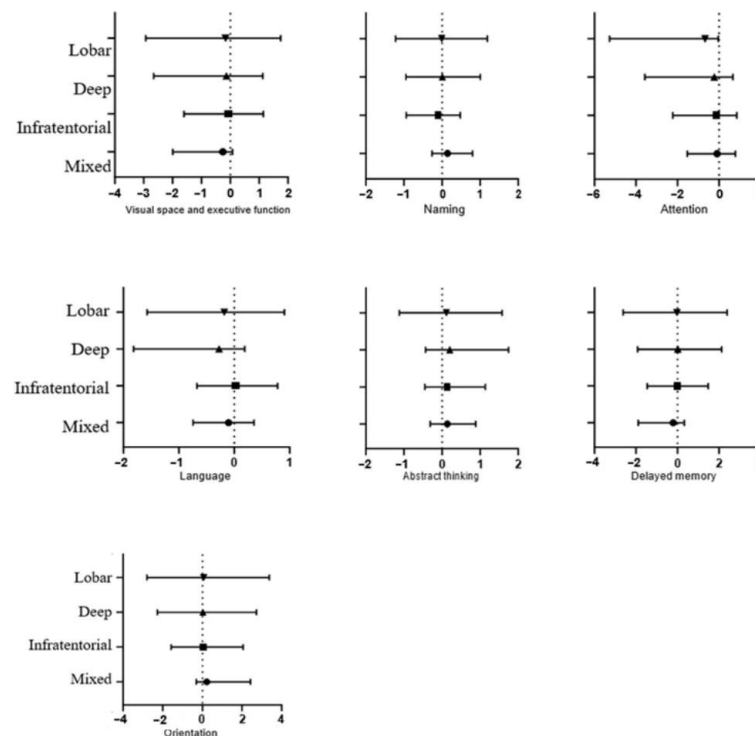 Lobar
Deep
Infratentorial
Mixed
−4 −3 −2 −1 0 1 2
Visual space and executive function
−2 −1 0 1 2
Naming
−6 −4 −2 0
Attention
Lobar
Deep
Infratentorial
Mixed
−2 −1 0 1
Language
−2 −1 0 1 2
Abstract thinking
−4 −2 0 2
Delayed memory
Lobar
Deep
Infratentorial
Mixed
−4 −2 0 2 4
Orientation